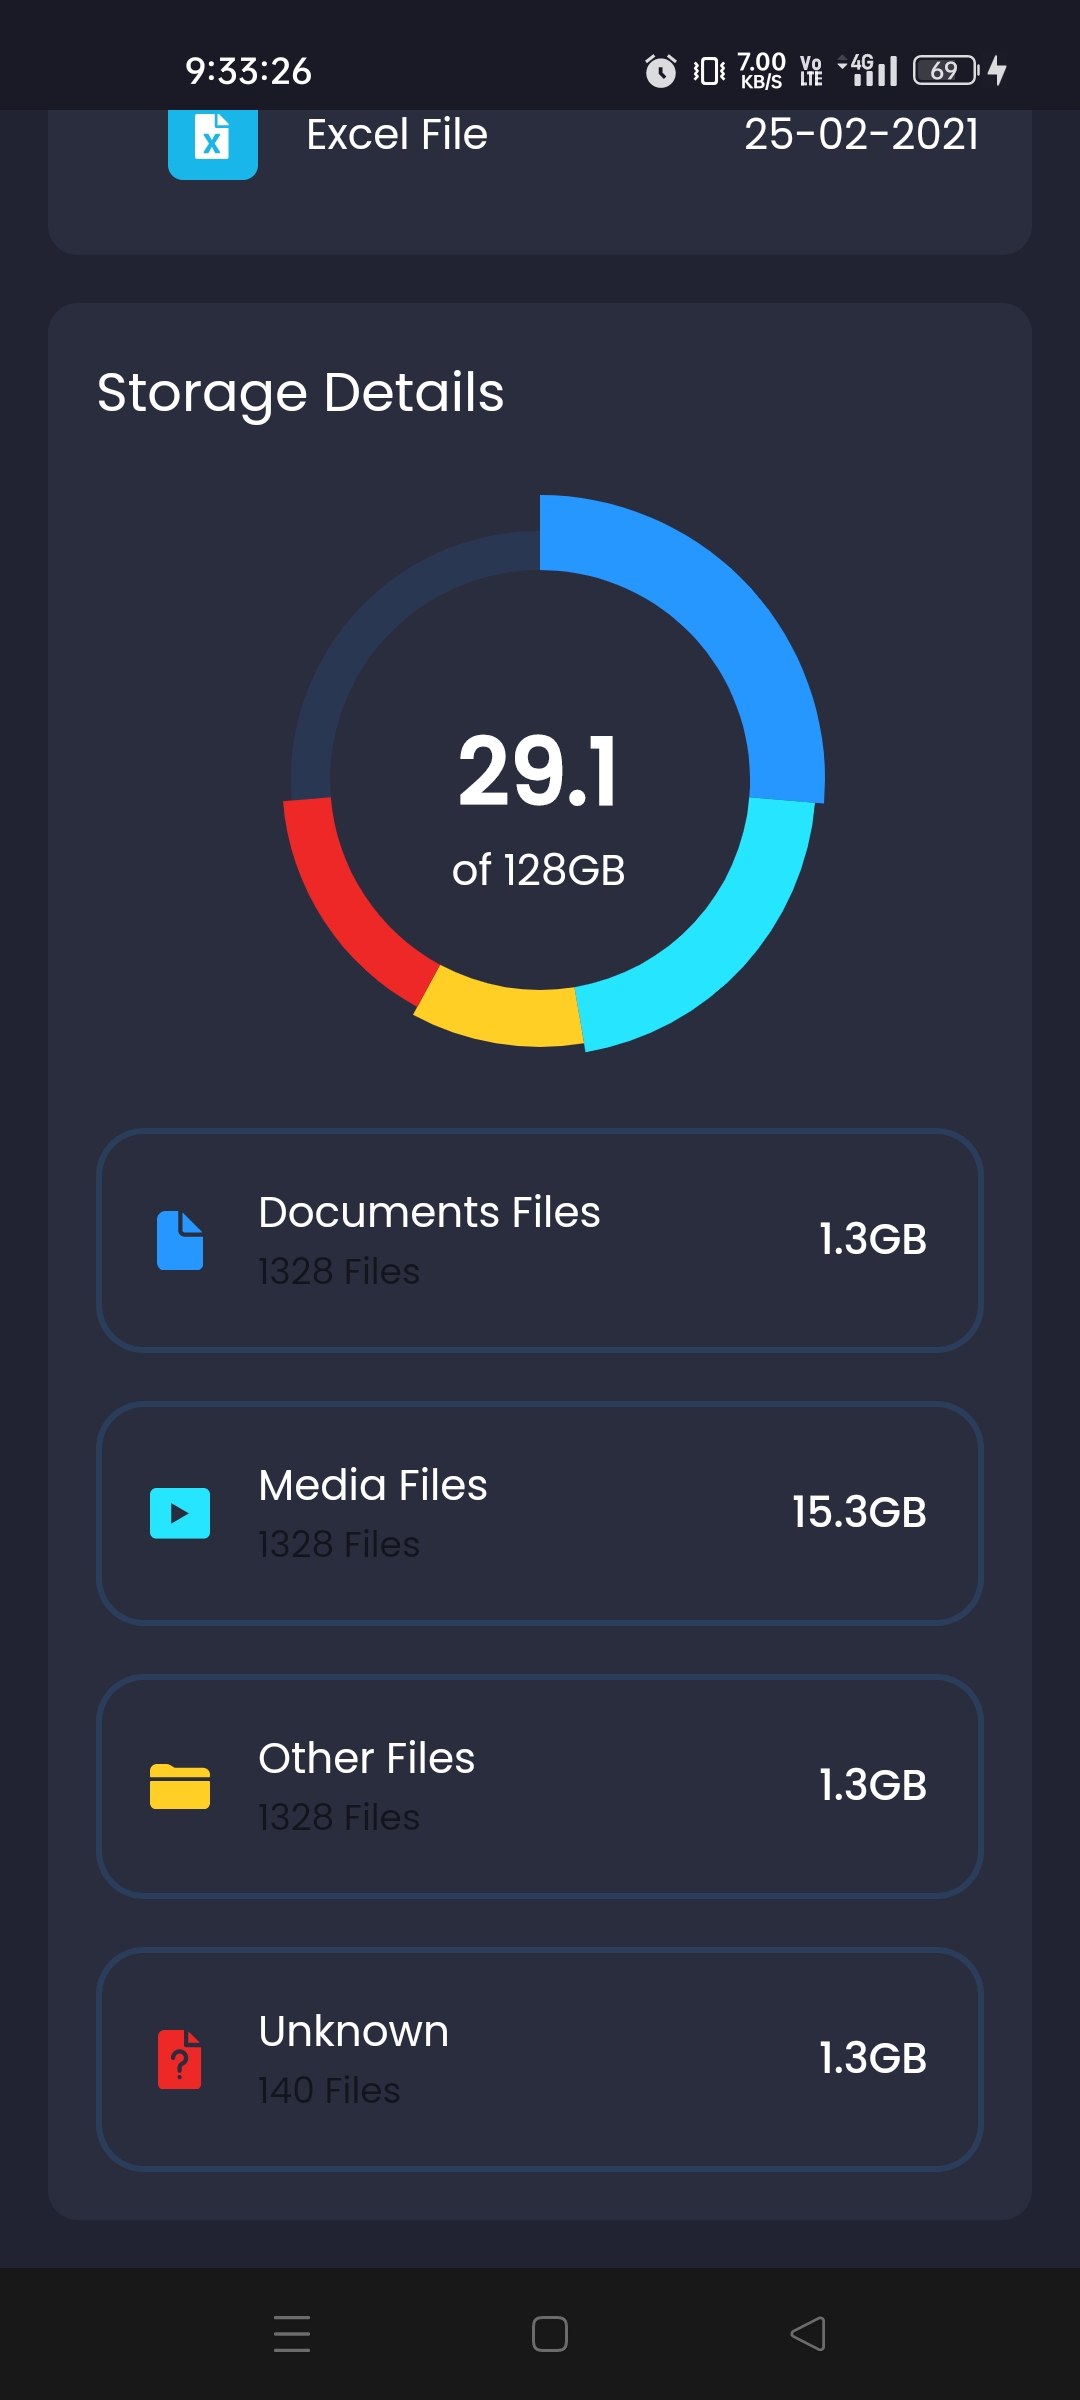 9:33:26 7.00 KB/S Vo LTE 4G 69
X Excel File 25-02-2021
Storage Details
29.1
of 128GB
Documents Files
1328 Files
1.3GB
Media Files
1328 Files
15.3GB
Other Files
1328 Files
1.3GB
Unknown
140 Files
1.3GB